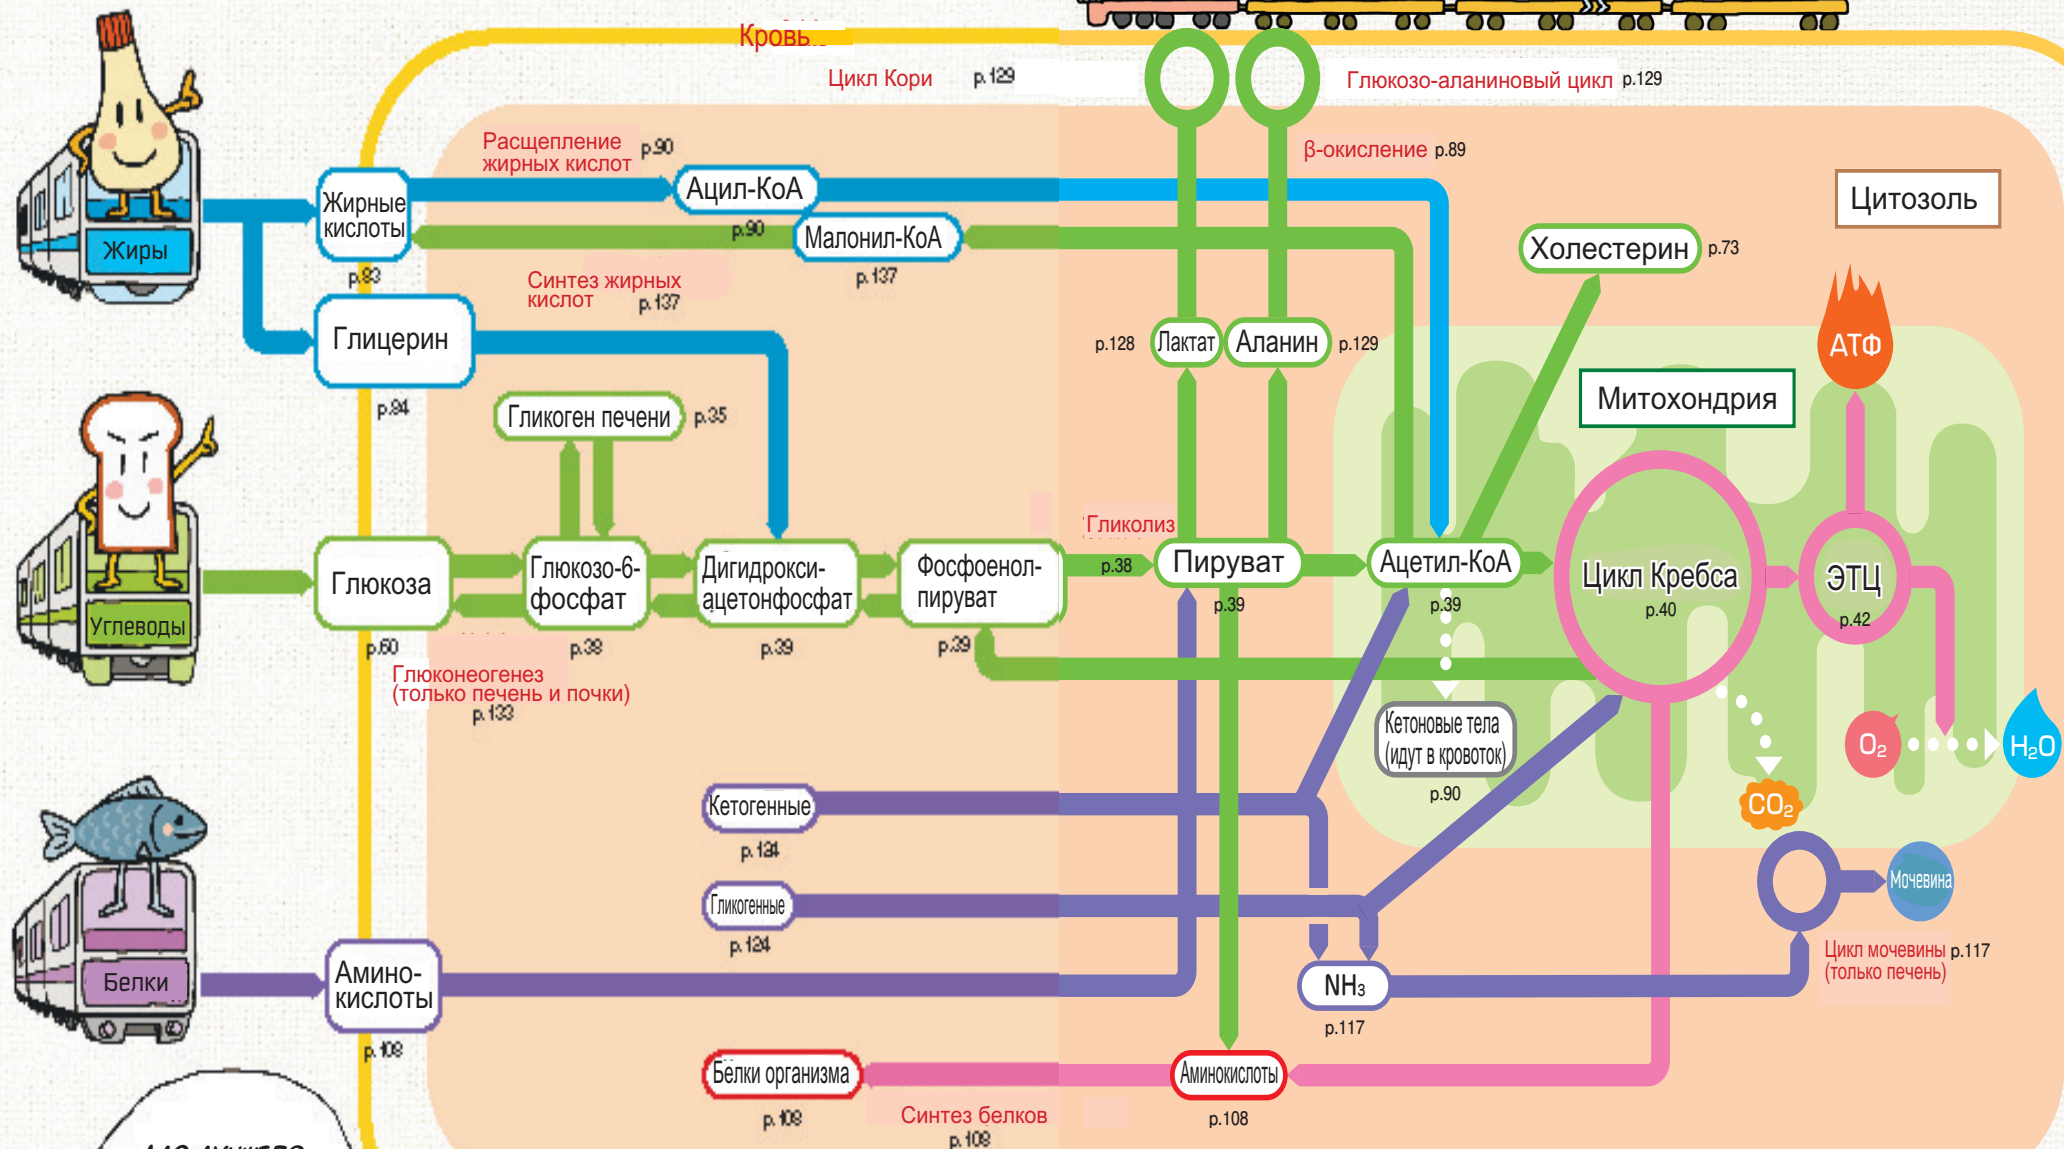 Кровь
Цикл Кори p.129
Глюкозо-аланиновый цикл p.129
Расщепление
жирных кислот p.90
β-окисление p.89
Жиры
Жирные
кислоты
p.83
Ацил-КоА
p.90
Малонил-КоА
p.137
Синтез жирных
кислот
p.137
Цитозоль
Холестерин p.73
Глицерин
p.94
p.128 Лактат
Аланин p.129
АТФ
Митохондрия
Гликоген печени p.35
Гликолиз
p.38
Углеводы
Глюкоза
p.60
Глюкозо-6-
фосфат
p.38
Дигидрокси-
ацетонфосфат
p.39
Фосфоенол-
пируват
p.39
Пируват
p.39
Ацетил-КоА
p.39
Цикл Кребса
p.40
ЭТЦ
p.42
Глюконеогенез
(только печень и почки)
p.133
Кетоновые тела
(идут в кровоток)
p.90
O₂
H₂O
CO₂
Кетогенные
p.124
Гликогенные
p.124
Мочевина
Цикл мочевины p.117
(только печень)
Белки
Амино-
кислоты
p.108
NH₃
p.117
Белки организма
p.108
Синтез белков
p.108
Аминокислоты
p.108